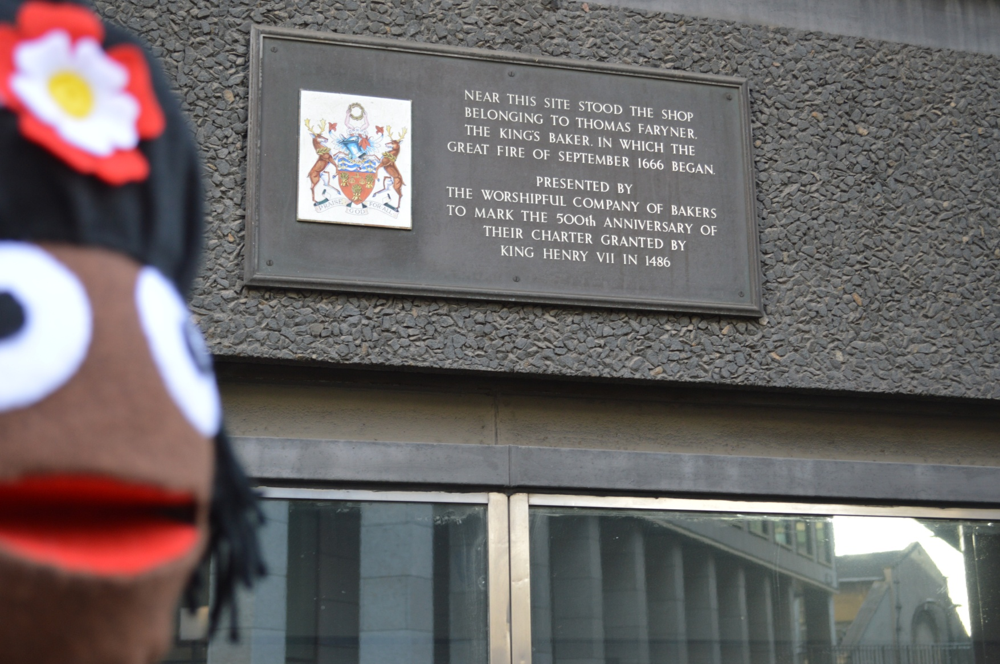 NEAR THIS SITE STOOD THE SHOP
BELONGING TO THOMAS FARYNER,
THE KING'S BAKER, IN WHICH THE
GREAT FIRE OF SEPTEMBER 1666 BEGAN.
PRESENTED BY
THE WORSHIPFUL COMPANY OF BAKERS
TO MARK THE 500th ANNIVERSARY OF
THEIR CHARTER GRANTED BY
KING HENRY VII IN 1486
PRAISE GOD FOR ALL